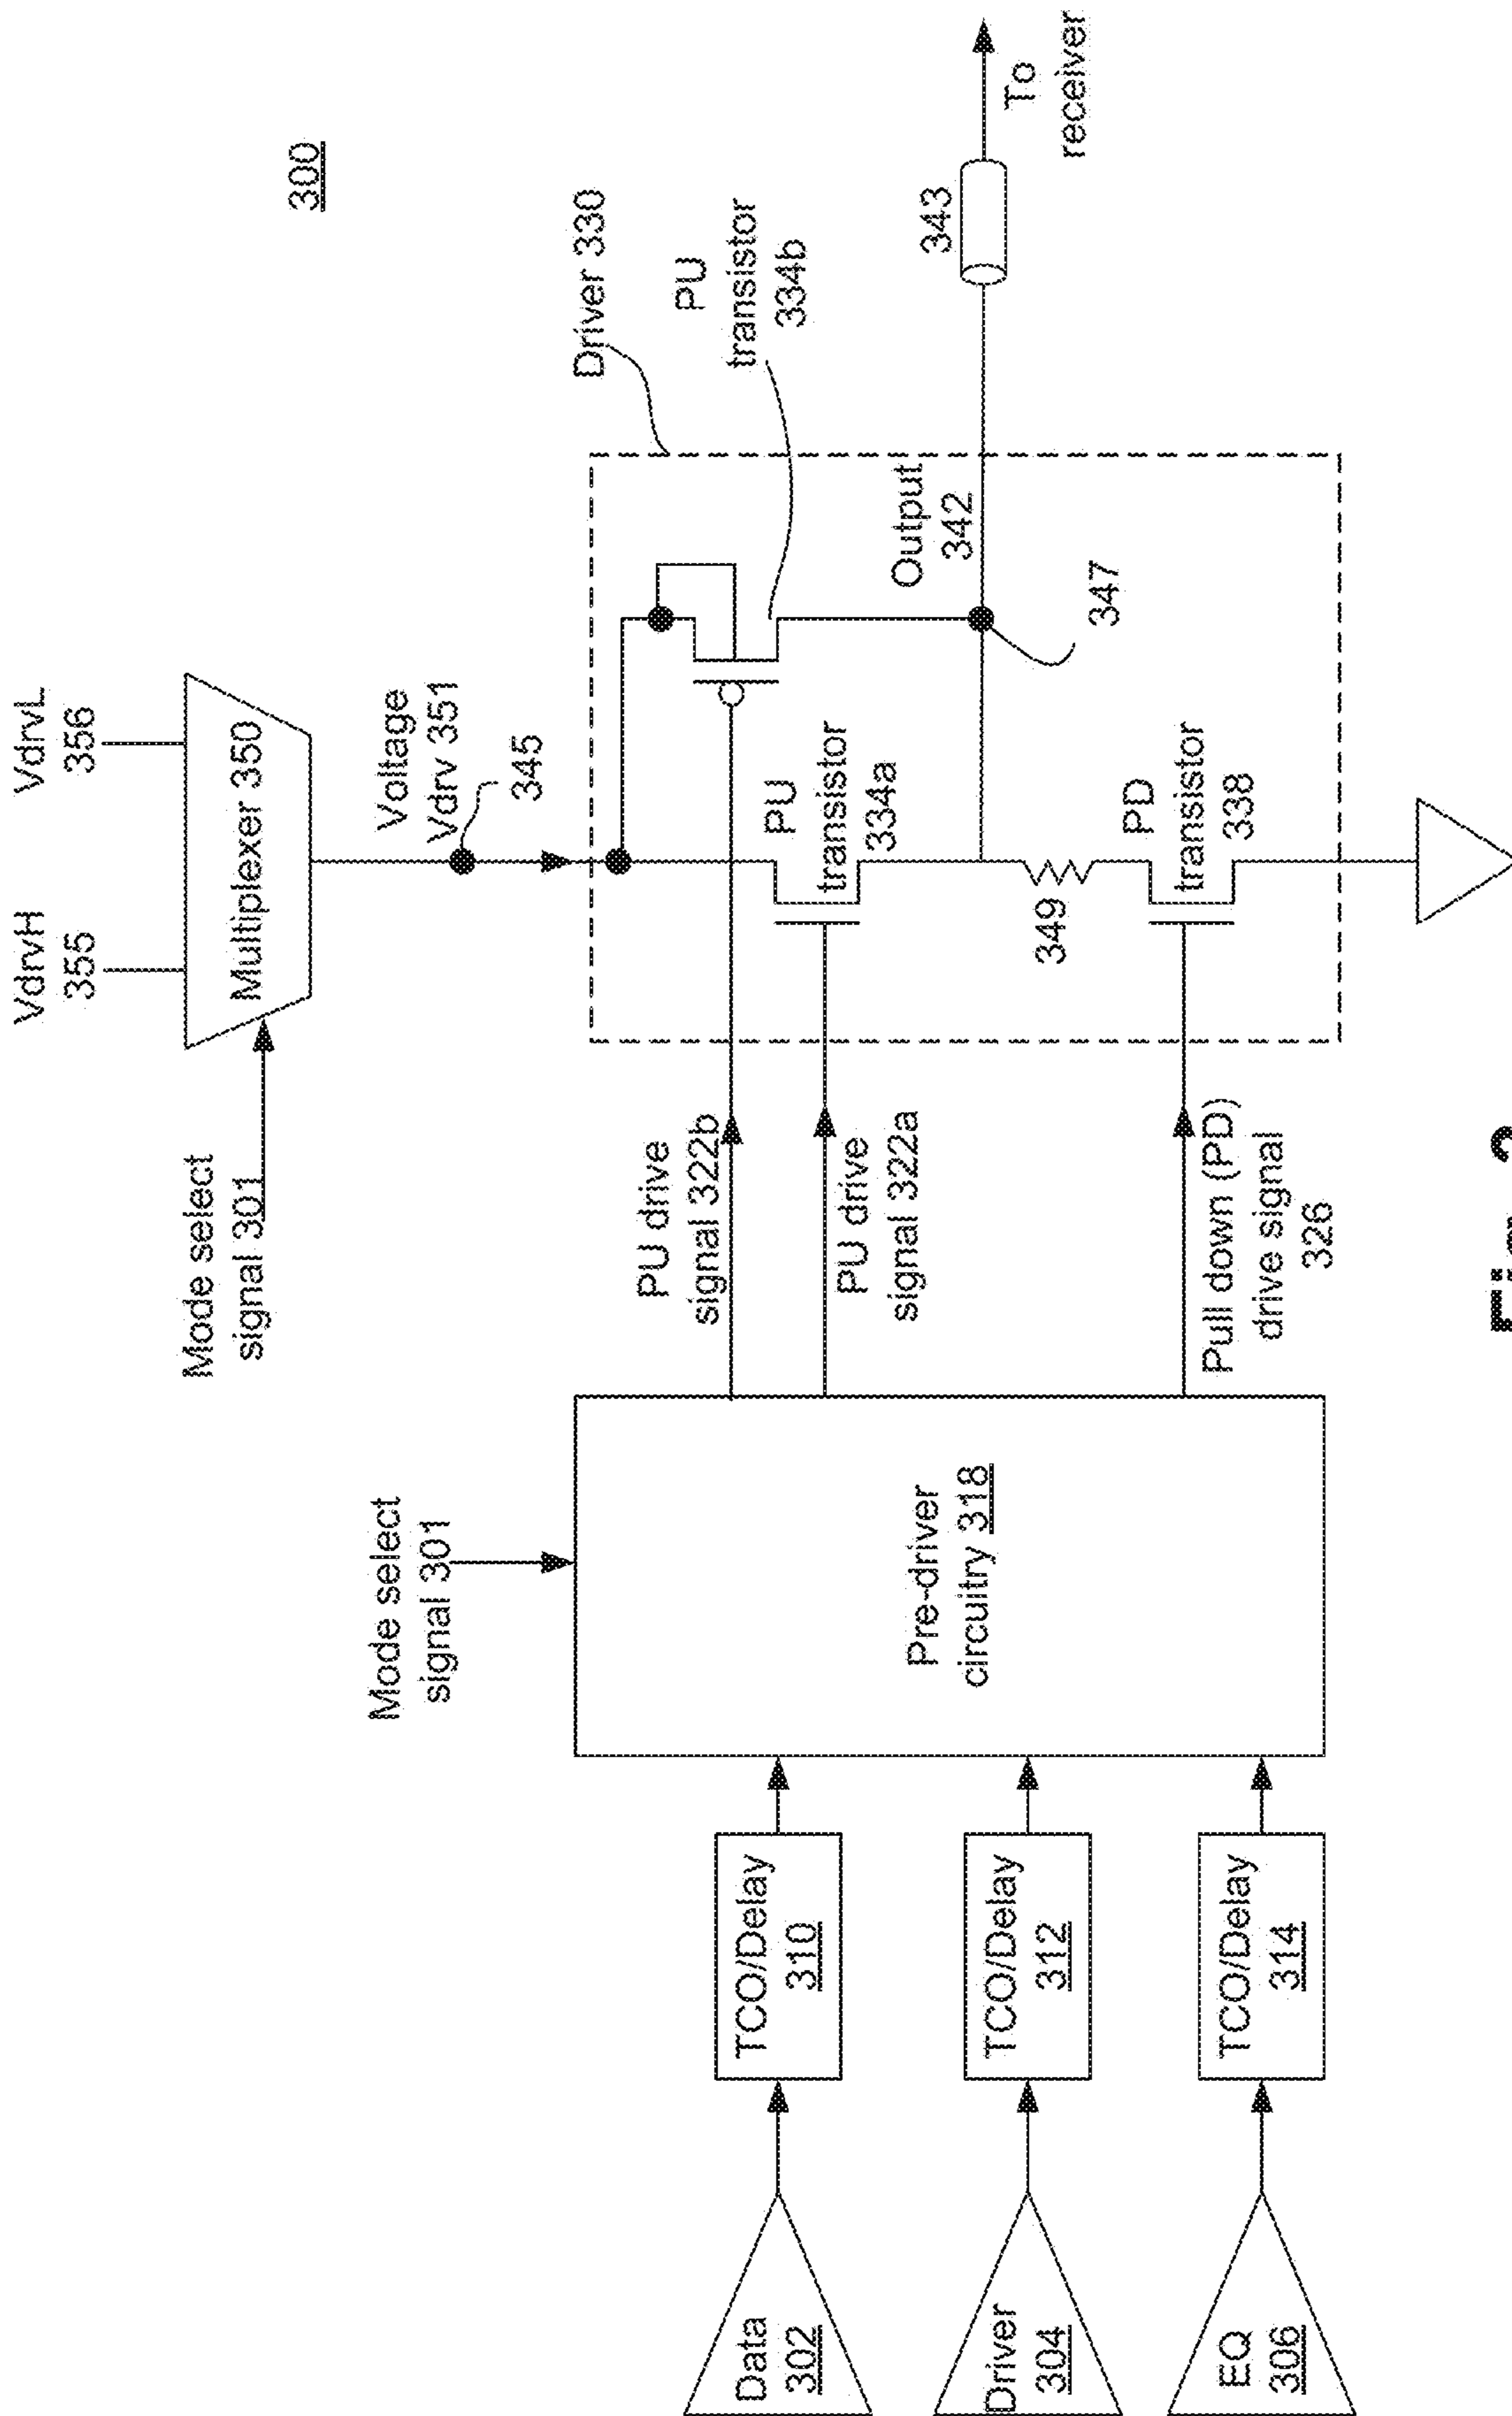 300
VdrvH
355
VdrvL
356
Multiplexer 350
Mode select
signal 301
Voltage
Vdrv 351
345
Driver 330
PU
transistor
334b
Mode select
signal 301
PU drive
signal 322b
PU drive
signal 322a
Pull down (PD)
drive signal
326
PU
transistor
334a
Output
342
347
343
To
receiver
349
PD
transistor
338
Pre-driver
circuitry 318
Data
302
TCO/Delay
310
Driver
304
TCO/Delay
312
EQ
306
TCO/Delay
314